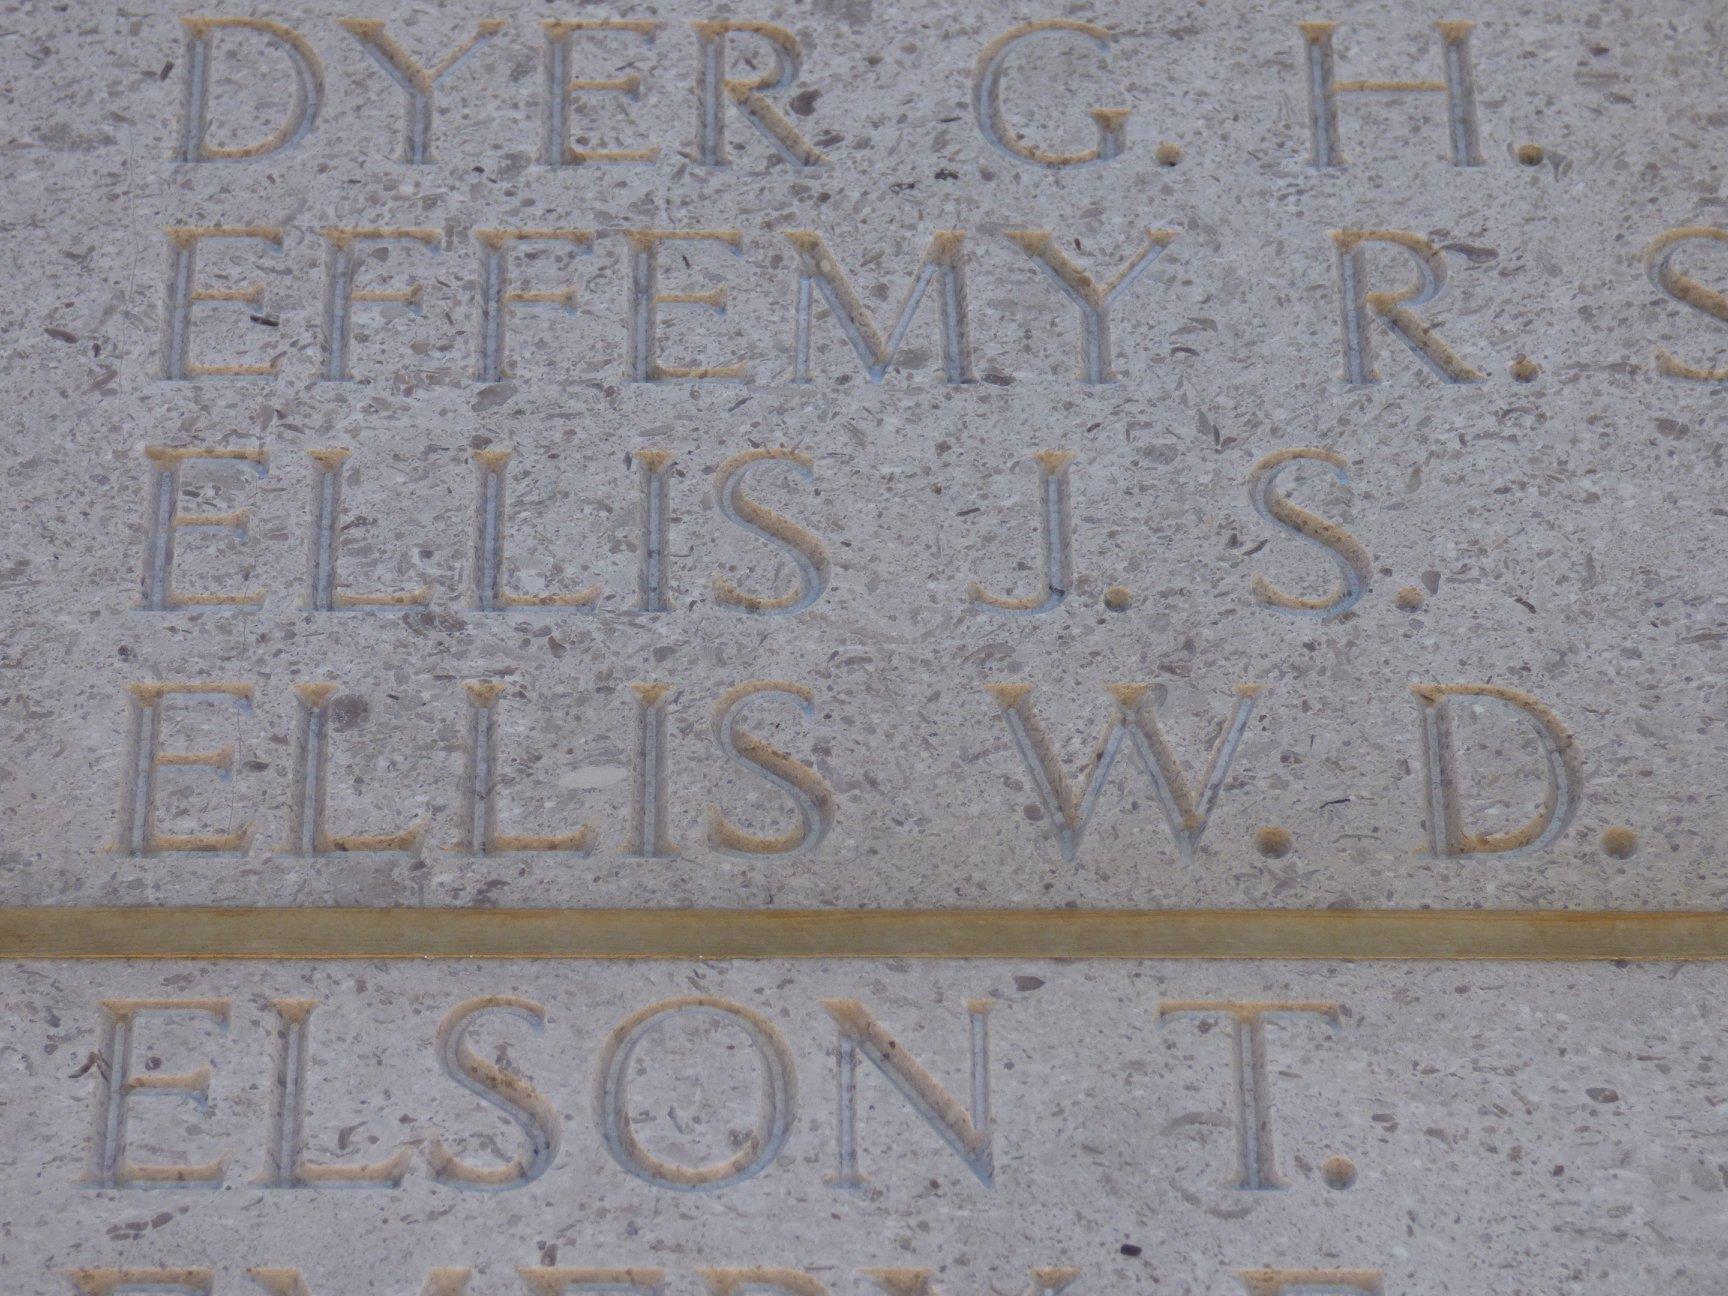 DYER G. H.
EFFEMY R. S
ELLIS J. S.
ELLIS W. D.
ELSON T.